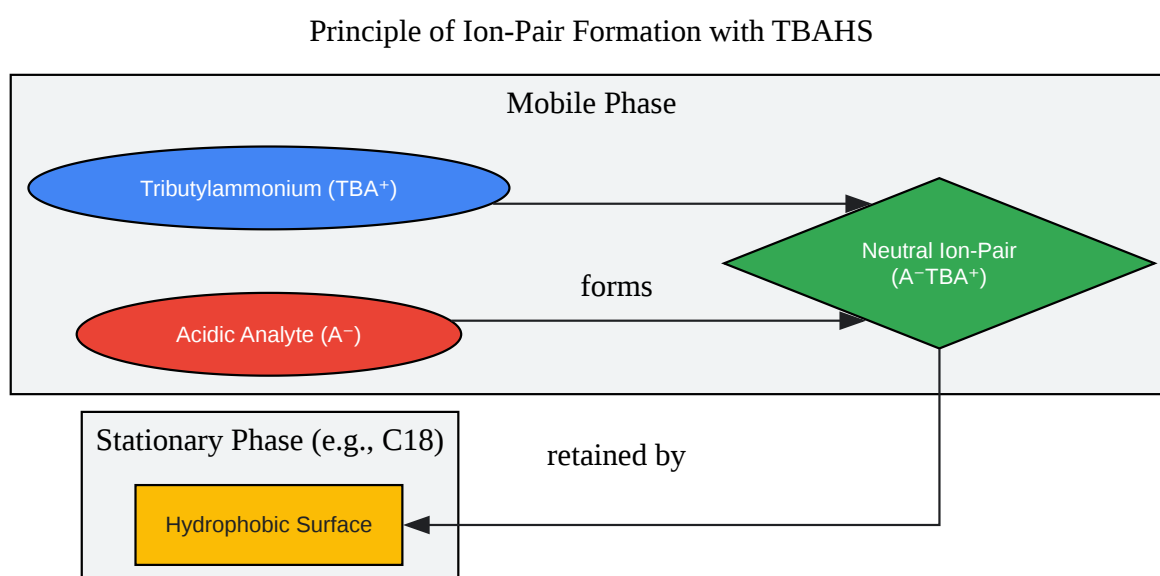 Principle of Ion-Pair Formation with TBAHS
Mobile Phase
Tributylammonium (TBA⁺)
Neutral Ion-Pair
(A⁻TBA⁺)
forms
Acidic Analyte (A⁻)
Stationary Phase (e.g., C18)
retained by
Hydrophobic Surface